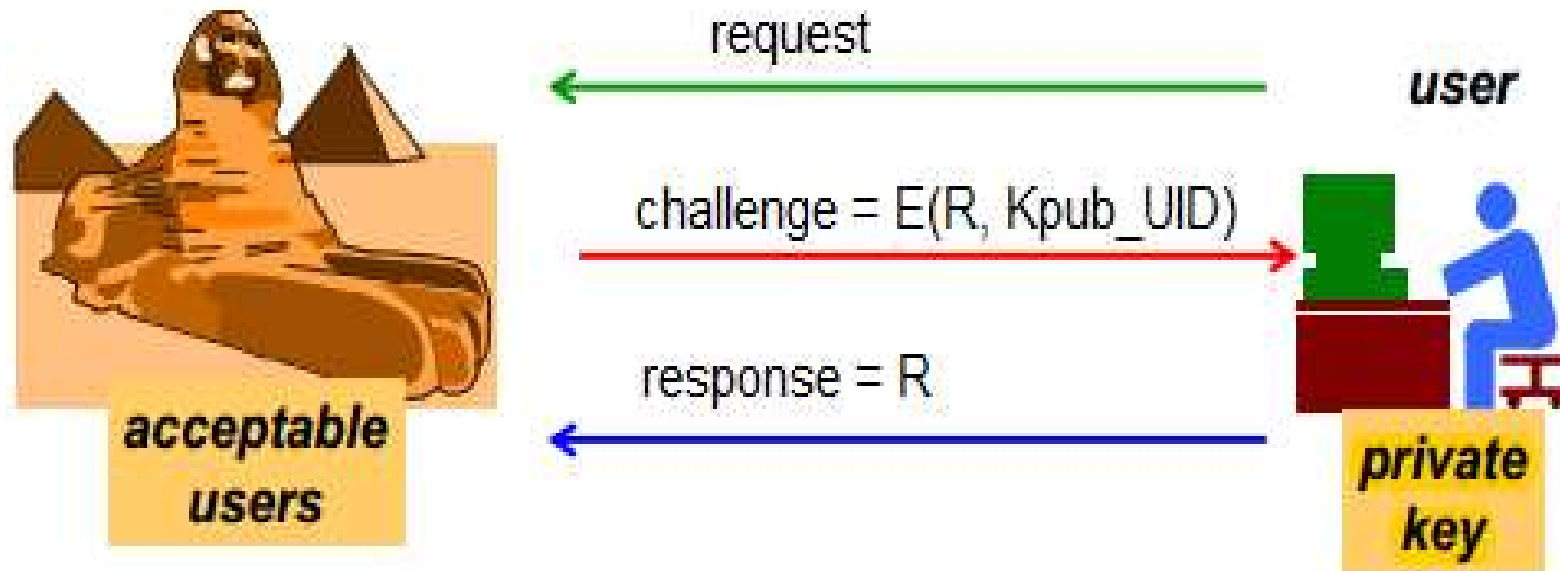 request
user
challenge = E(R, Kpub_UID)
response = R
acceptable
users
private
key